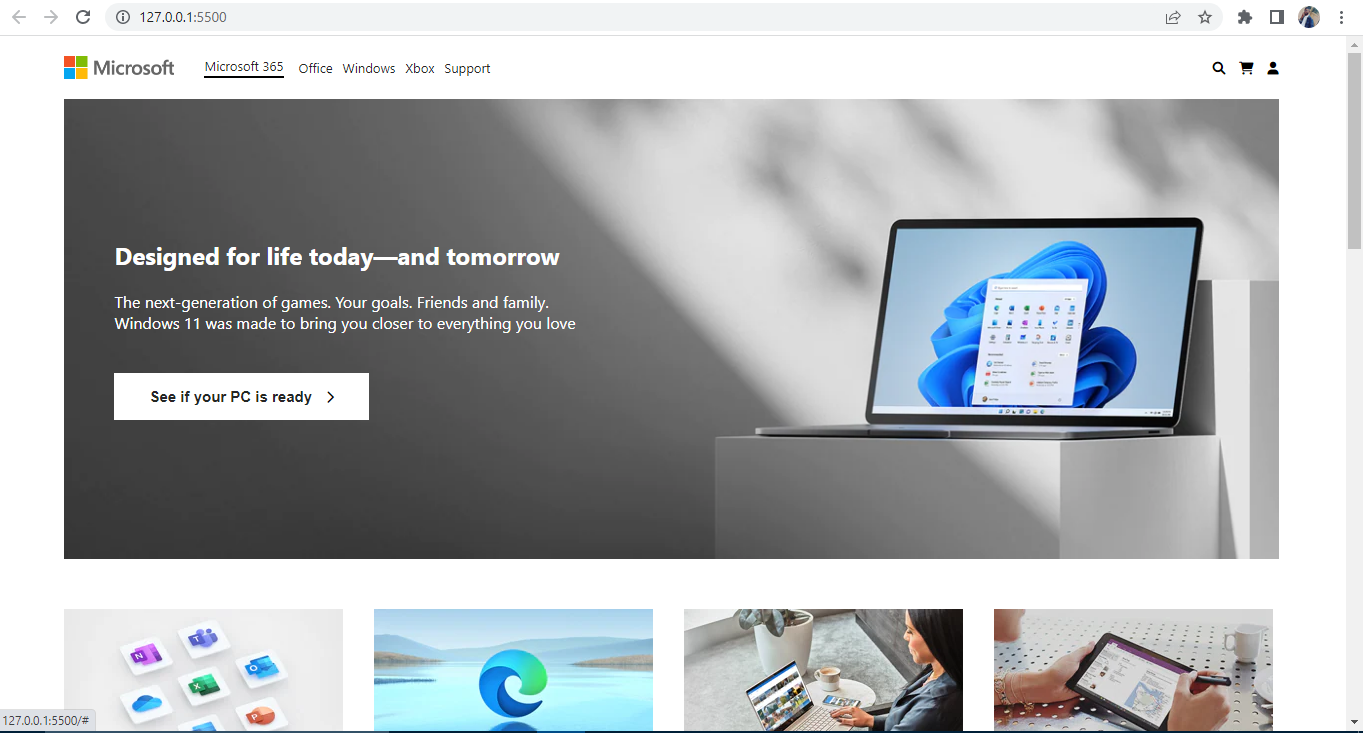 127.0.0.1:5500
Microsoft
Microsoft 365 Office Windows Xbox Support
Designed for life today—and tomorrow
The next-generation of games. Your goals. Friends and family.
Windows 11 was made to bring you closer to everything you love
See if your PC is ready
127.0.0.1:5500/#